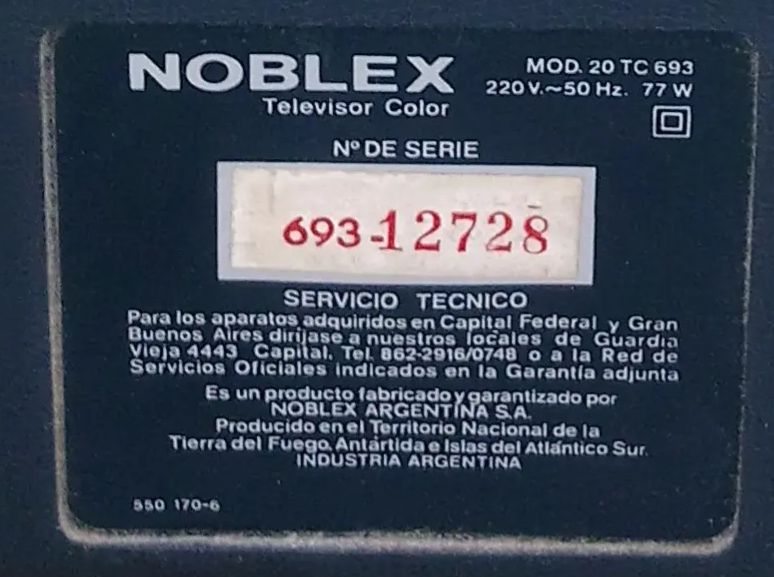 NOBLEX
MOD. 20 TC 693
Televisor Color
220 V.~50 Hz. 77 W
Nº DE SERIE
693-12728
SERVICIO TECNICO
Para los aparatos adquiridos en Capital Federal y Gran
Buenos Aires diríjase a nuestros locales de Guardia
Vieja 4443 Capital. Tel. 862-2916/0748 o a la Red de
Servicios Oficiales indicados en la Garantía adjunta
Es un producto fabricado y garantizado por
NOBLEX ARGENTINA S.A.
Producido en el Territorio Nacional de la
Tierra del Fuego, Antártida e Islas del Atlántico Sur.
INDUSTRIA ARGENTINA
550 170-6